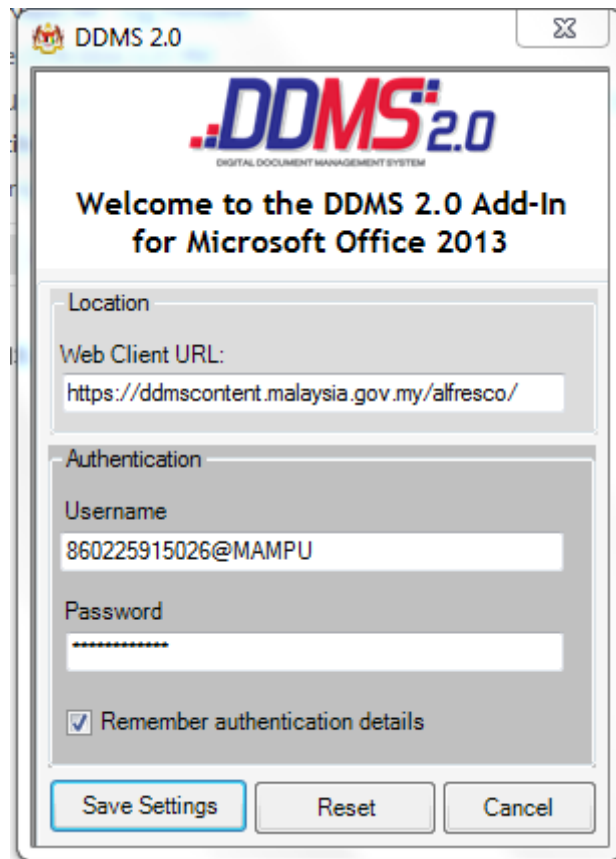 DDMS 2.0
DDMS 2.0
DIGITAL DOCUMENT MANAGEMENT SYSTEM
Welcome to the DDMS 2.0 Add-In
for Microsoft Office 2013
Location
Web Client URL:
https://ddmscontent.malaysia.gov.my/alfresco/
Authentication
Username
860225915026@MAMPU
Password
************
Remember authentication details
Save Settings
Reset
Cancel